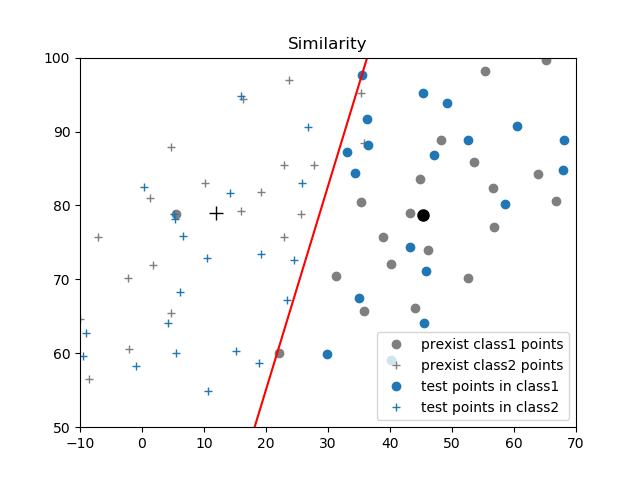 Similarity
100
90
80
70
60
50
−10 0 10 20 30 40 50 60 70
prexist class1 points
prexist class2 points
test points in class1
test points in class2